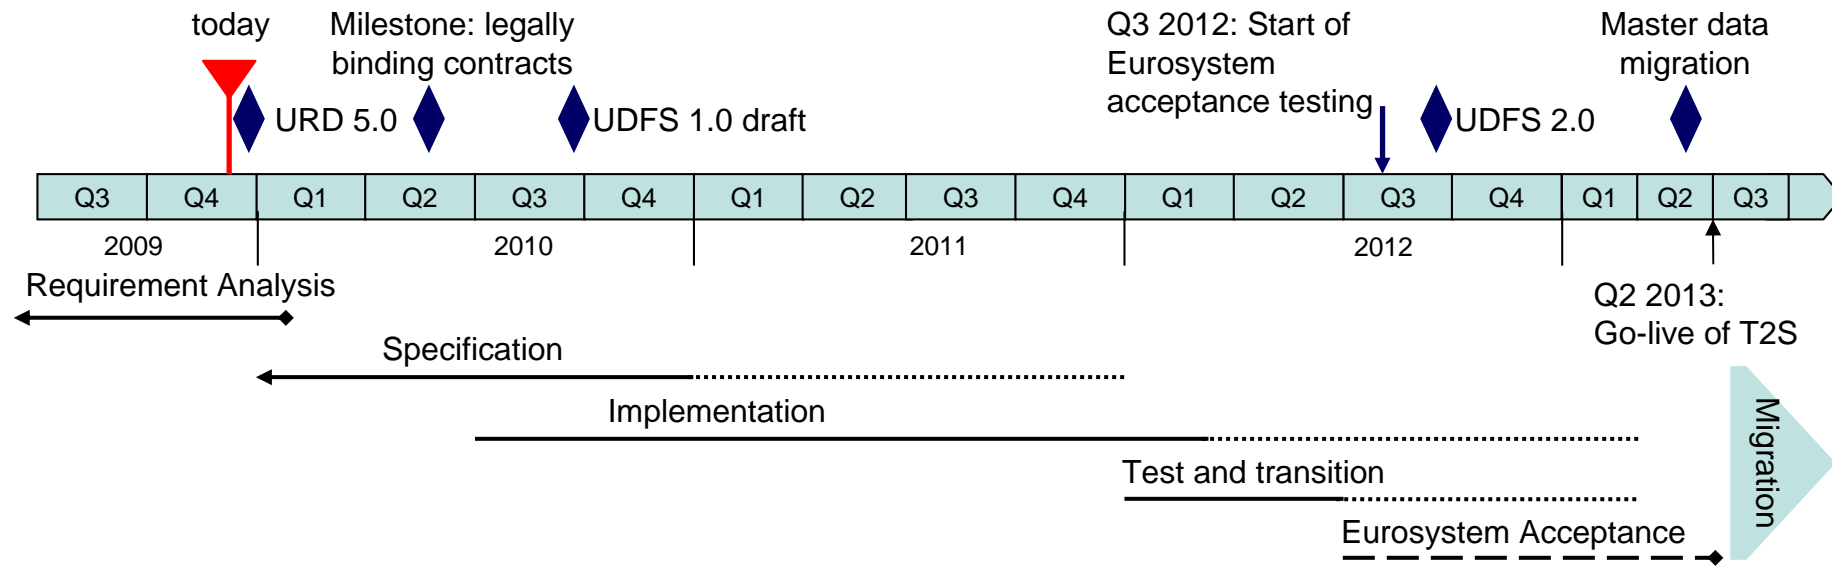 today
Milestone: legally
binding contracts
Q3 2012: Start of
Eurosystem
acceptance testing
Master data
migration
URD 5.0
UDFS 1.0 draft
UDFS 2.0
Q3 Q4 Q1 Q2 Q3 Q4 Q1 Q2 Q3 Q4 Q1 Q2 Q3 Q4 Q1 Q2 Q3
2009 2010 2011 2012
Requirement Analysis
Q2 2013:
Go-live of T2S
Specification
Implementation
Test and transition
Eurosystem Acceptance
Migration